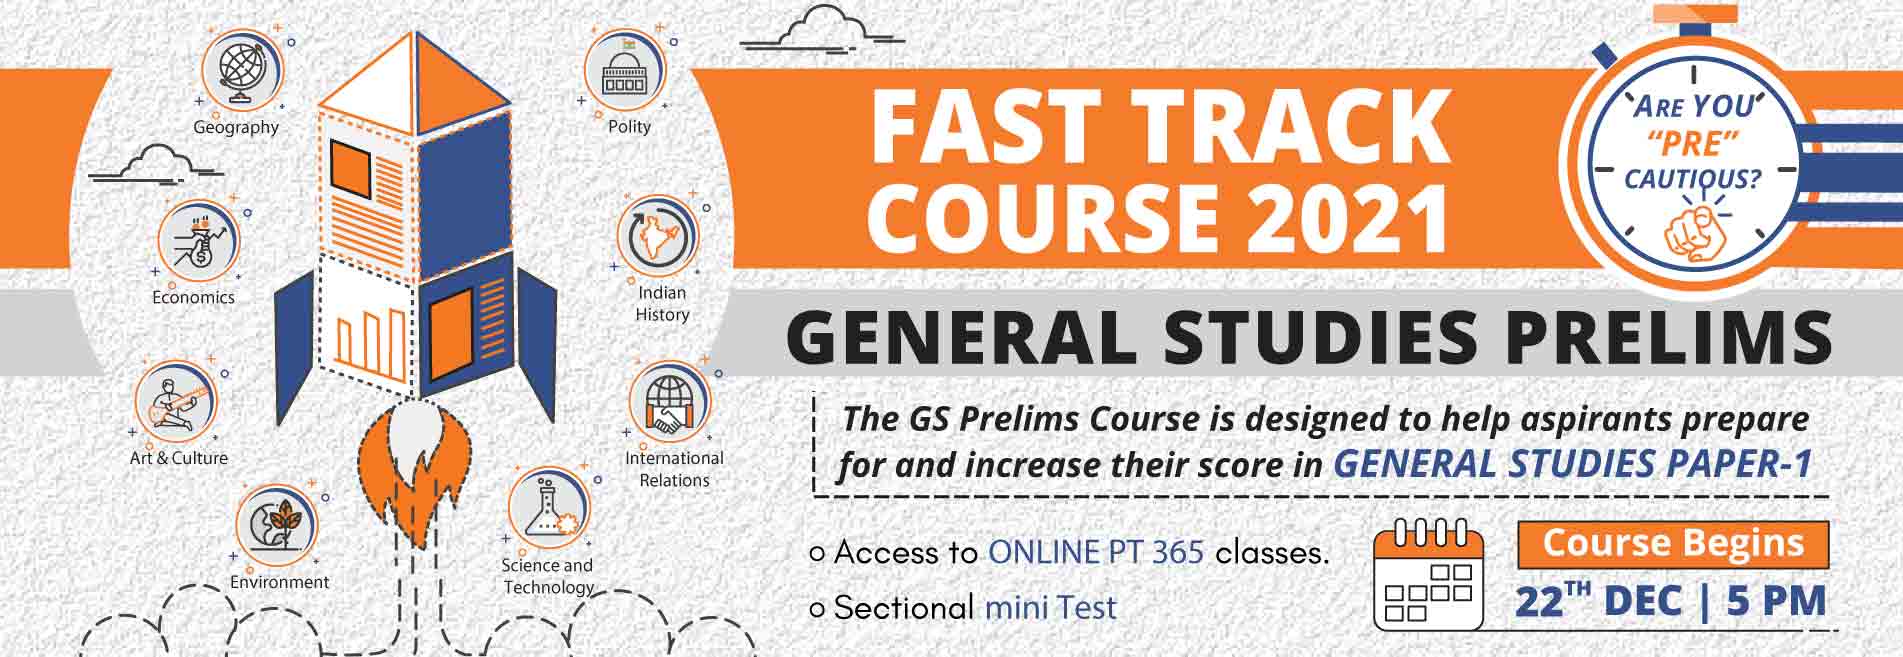 Geography
Polity
Economics
Indian
History
Art & Culture
International
Relations
Environment
Science and
Technology
FAST TRACK
COURSE 2021
ARE YOU
“PRE”
CAUTIOUS?
GENERAL STUDIES PRELIMS
The GS Prelims Course is designed to help aspirants prepare
for and increase their score in GENERAL STUDIES PAPER-1
Access to ONLINE PT 365 classes.
Sectional mini Test
Course Begins
22TH DEC | 5 PM